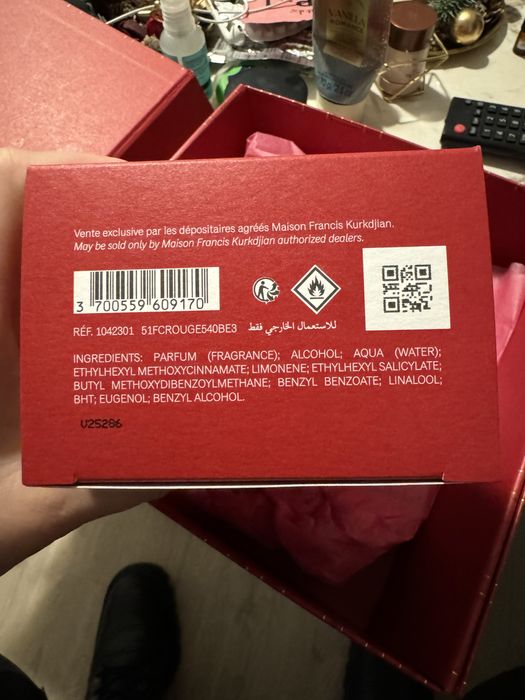 VANILLA
ROMANCE
Vente exclusive par les dépositaires agréés Maison Francis Kurkdjian.
May be sold only by Maison Francis Kurkdjian authorized dealers.
3 700559 609170
RÉF. 1042301 51FCROUGE540BE3 للاستعمال الخارجي فقط
INGREDIENTS: PARFUM (FRAGRANCE); ALCOHOL; AQUA (WATER);
ETHYLHEXYL METHOXYCINNAMATE; LIMONENE; ETHYLHEXYL SALICYLATE;
BUTYL METHOXYDIBENZOYLMETHANE; BENZYL BENZOATE; LINALOOL;
BHT; EUGENOL; BENZYL ALCOHOL.
V25286